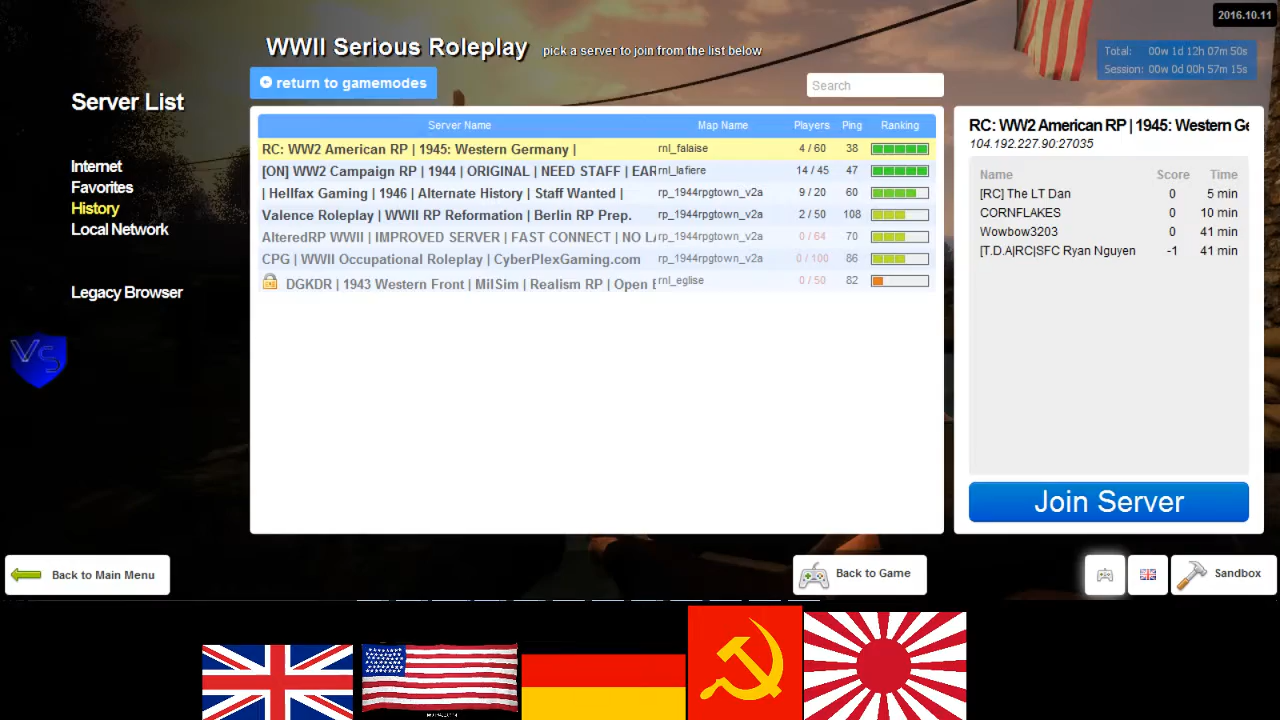 2016.10.11
WWII Serious Roleplay pick a server to join from the list below
Total: 00w 1d 12h 07m 50s
Session: 00w 0d 00h 57m 15s
return to gamemodes
Search
Server List
Internet
Favorites
History
Local Network
Legacy Browser
VS
Server Name Map Name Players Ping Ranking
RC: WW2 American RP | 1945: Western Germany | rnl_falaise 4 / 60 38
[ON] WW2 Campaign RP | 1944 | ORIGINAL | NEED STAFF | EAR rnl_lafiere 14 / 45 47
| Hellfax Gaming | 1946 | Alternate History | Staff Wanted | rp_1944rpgtown_v2a 9 / 20 60
Valence Roleplay | WWII RP Reformation | Berlin RP Prep. rp_1944rpgtown_v2a 2 / 50 108
AlteredRP WWII | IMPROVED SERVER | FAST CONNECT | NO LA rp_1944rpgtown_v2a 0 / 64 70
CPG | WWII Occupational Roleplay | CyberPlexGaming.com rp_1944rpgtown_v2a 0 / 100 86
DGKDR | 1943 Western Front | MilSim | Realism RP | Open E rnl_eglise 0 / 50 82
RC: WW2 American RP | 1945: Western Ge
104.192.227.90:27035
Name Score Time
[RC] The LT Dan 0 5 min
CORNFLAKES 0 10 min
Wowbow3203 0 41 min
[T.D.A|RC|SFC Ryan Nguyen -1 41 min
Join Server
Back to Main Menu
Back to Game
Sandbox